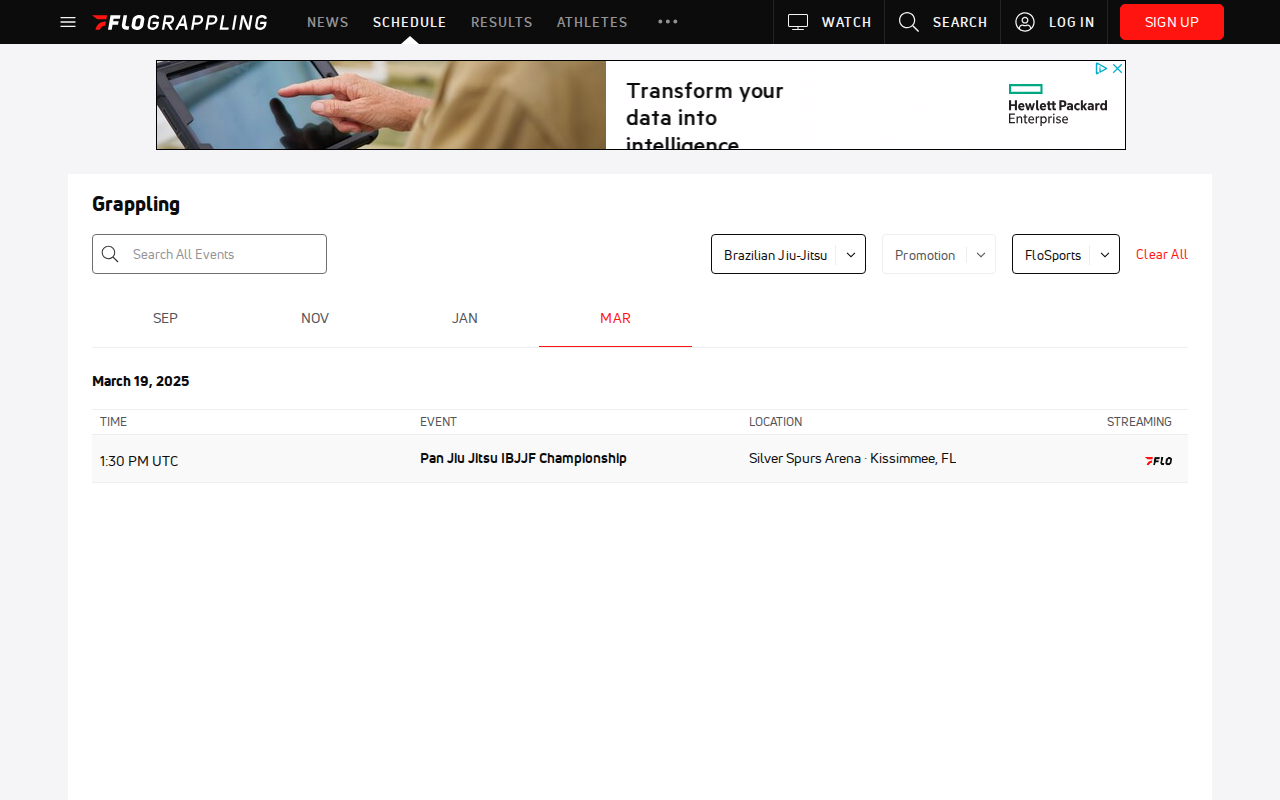 FLOGRAPPLING NEWS SCHEDULE RESULTS ATHLETES WATCH SEARCH LOG IN SIGN UP
Transform your
data into
intelligence
Hewlett Packard
Enterprise
Grappling
Search All Events Brazilian Jiu-Jitsu Promotion FloSports Clear All
SEP NOV JAN MAR
March 19, 2025
TIME EVENT LOCATION STREAMING
1:30 PM UTC Pan Jiu Jitsu IBJJF Championship Silver Spurs Arena · Kissimmee, FL FLO